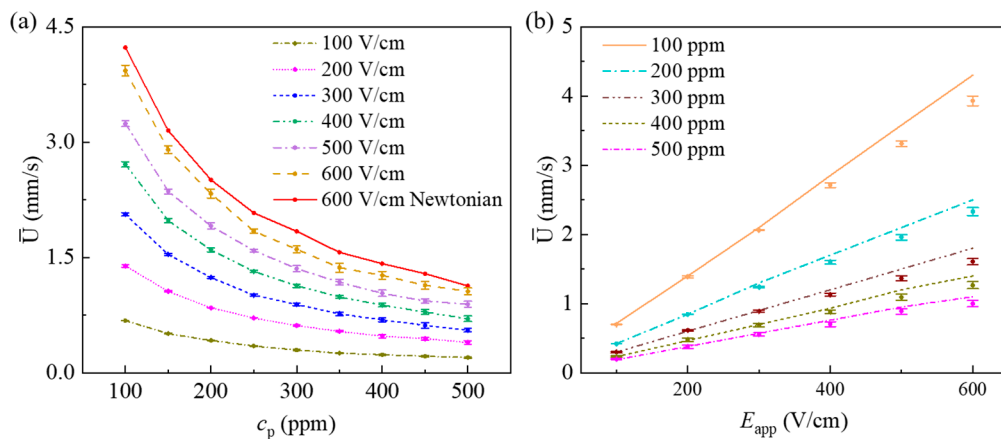 (a)
4.5
3.0
1.5
0.0
Ū (mm/s)
100 200 300 400 500
cp (ppm)
100 V/cm
200 V/cm
300 V/cm
400 V/cm
500 V/cm
600 V/cm
600 V/cm Newtonian
(b)
5
4
3
2
1
0
Ū (mm/s)
200 400 600
Eapp (V/cm)
100 ppm
200 ppm
300 ppm
400 ppm
500 ppm